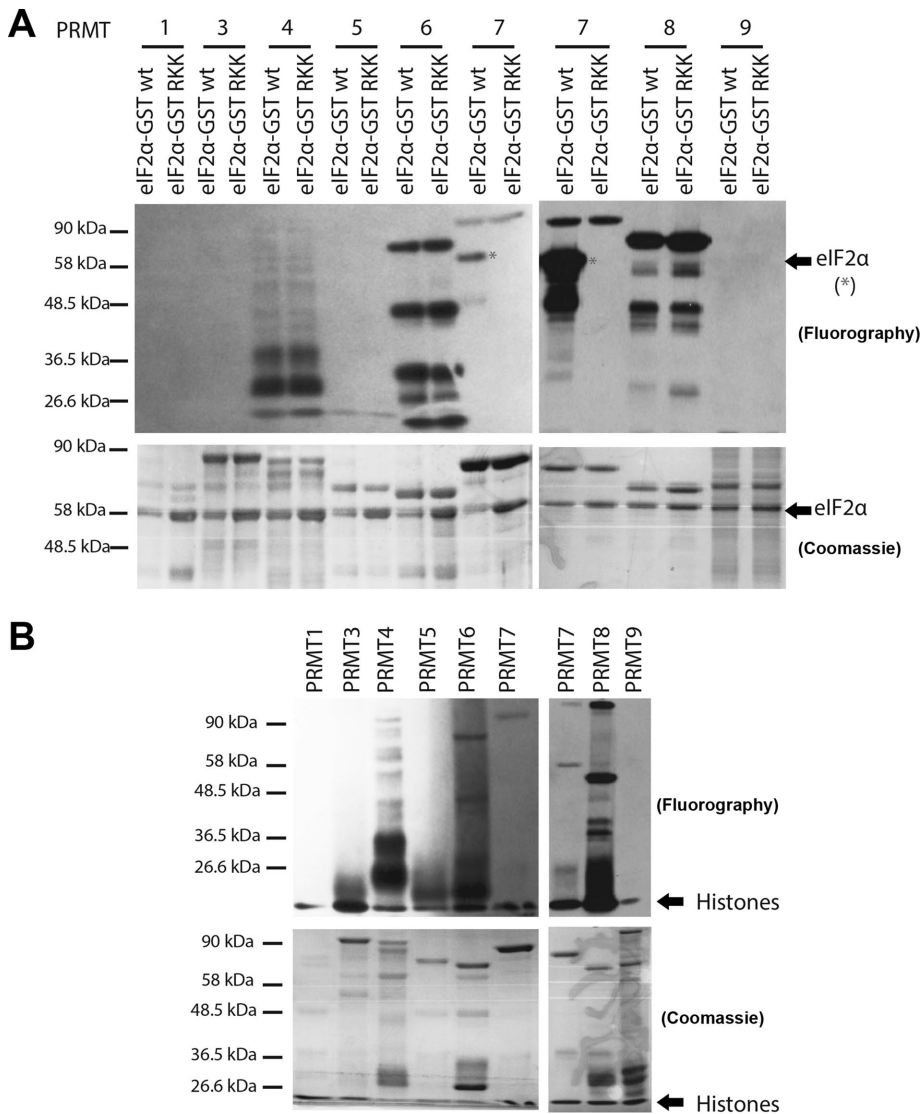 A
PRMT 1 3 4 5 6 7 7 8 9
eIF2α-GST wt
eIF2α-GST RKK
eIF2α-GST wt
eIF2α-GST RKK
eIF2α-GST wt
eIF2α-GST RKK
eIF2α-GST wt
eIF2α-GST RKK
eIF2α-GST wt
eIF2α-GST RKK
eIF2α-GST wt
eIF2α-GST RKK
eIF2α-GST wt
eIF2α-GST RKK
eIF2α-GST wt
eIF2α-GST RKK
eIF2α-GST wt
eIF2α-GST RKK
90 kDa
58 kDa
48.5 kDa
36.5 kDa
26.6 kDa
*
*
eIF2α
(*)
(Fluorography)
90 kDa
58 kDa
48.5 kDa
eIF2α
(Coomassie)
B
PRMT1
PRMT3
PRMT4
PRMT5
PRMT6
PRMT7
PRMT7
PRMT8
PRMT9
90 kDa
58 kDa
48.5 kDa
36.5 kDa
26.6 kDa
(Fluorography)
Histones
90 kDa
58 kDa
48.5 kDa
36.5 kDa
26.6 kDa
(Coomassie)
Histones